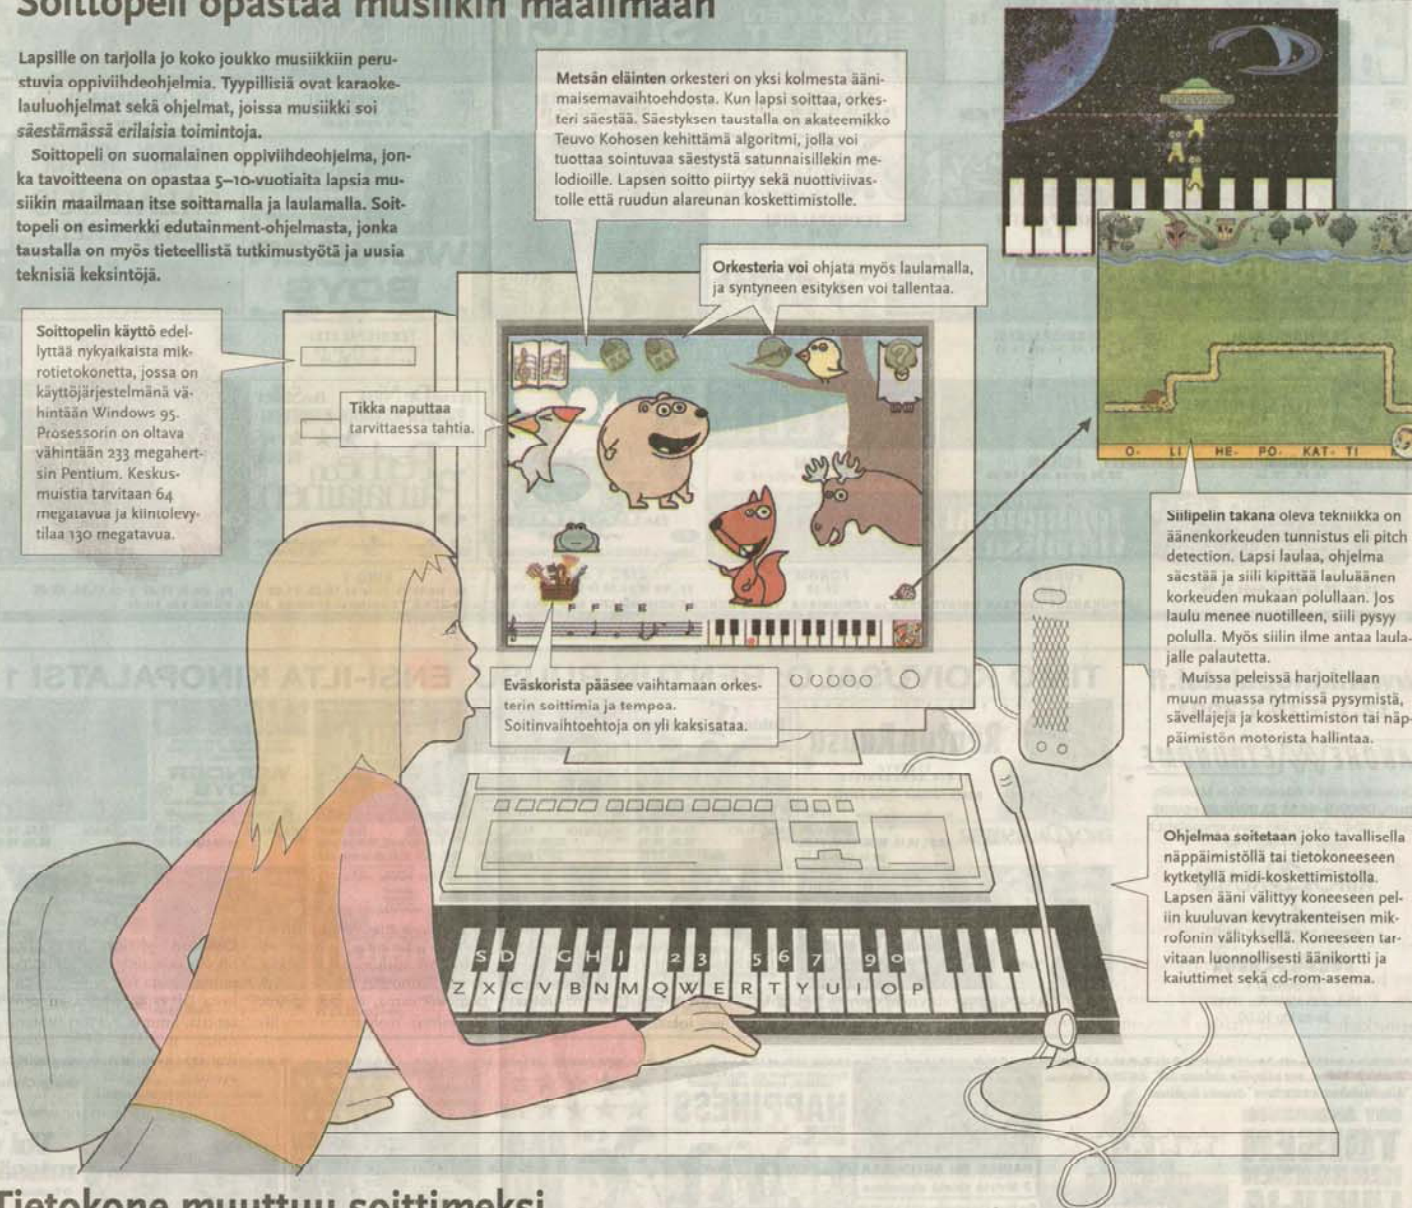 Soittopeli opastaa musiikin maailmaan
Lapsille on tarjolla jo koko joukko musiikkiin peru-
stuvia oppiviihdeohjelmia. Tyypillisiä ovat karaoke-
lauluohjelmat sekä ohjelmat, joissa musiikki soi
säestämässä erilaisia toimintoja.
Soittopeli on suomalainen oppiviihdeohjelma, jon-
ka tavoitteena on opastaa 5–10-vuotiaita lapsia mu-
siikin maailmaan itse soittamalla ja laulamalla. Soit-
topeli on esimerkki edutainment-ohjelmasta, jonka
taustalla on myös tieteellistä tutkimustyötä ja uusia
teknisiä keksintöjä.
Metsän eläinten orkesteri on yksi kolmesta ääni-
maisemavaihtoehdosta. Kun lapsi soittaa, orkes-
teri säestää. Säestyksen taustalla on akateemikko
Teuvo Kohosen kehittämä algoritmi, jolla voi
tuottaa sointuvaa säestystä satunnaisillekin me-
lodioille. Lapsen soitto piirtyy sekä nuottiviivas-
tolle että ruudun alareunan koskettimistolle.
Orkesteria voi ohjata myös laulamalla,
ja syntyneen esityksen voi tallentaa.
Soittopelin käyttö edel-
lyttää nykyaikaista mik-
rotietokonetta, jossa on
käyttöjärjestelmänä vä-
hintään Windows 95.
Prosessorin on oltava
vähintään 233 megahert-
sin Pentium. Keskus-
muistia tarvitaan 64
megatavua ja kiintolevy-
tilaa 130 megatavua.
Tikka naputtaa
tarvittaessa tahtia.
F F E E F
Eväskorista pääsee vaihtamaan orkes-
terin soittimia ja tempoa.
Soitinvaihtoehtoja on yli kaksisataa.
O- LI HE- PO- KAT- TI
Siilipelin takana oleva tekniikka on
äänenkorkeuden tunnistus eli pitch
detection. Lapsi laulaa, ohjelma
säestää ja siili kipittää lauluäänen
korkeuden mukaan polullaan. Jos
laulu menee nuotilleen, siili pysyy
polulla. Myös siilin ilme antaa laula-
jalle palautetta.
Muissa peleissä harjoitellaan
muun muassa rytmissä pysymistä,
sävellajeja ja koskettimiston tai näp-
päimistön motorista hallintaa.
Ohjelmaa soitetaan joko tavallisella
näppäimistöllä tai tietokoneeseen
kytketyllä midi-koskettimistolla.
Lapsen ääni välittyy koneeseen pel-
iin kuuluvan kevytrakenteisen mik-
rofonin välityksellä. Koneeseen tar-
vitaan luonnollisesti äänikortti ja
kaiuttimet sekä cd-rom-asema.
S D G H J 2 3 5 6 7 9 0
Z X C V B N M Q W E R T Y U I O P
Tietokone muuttuu soittimeksi